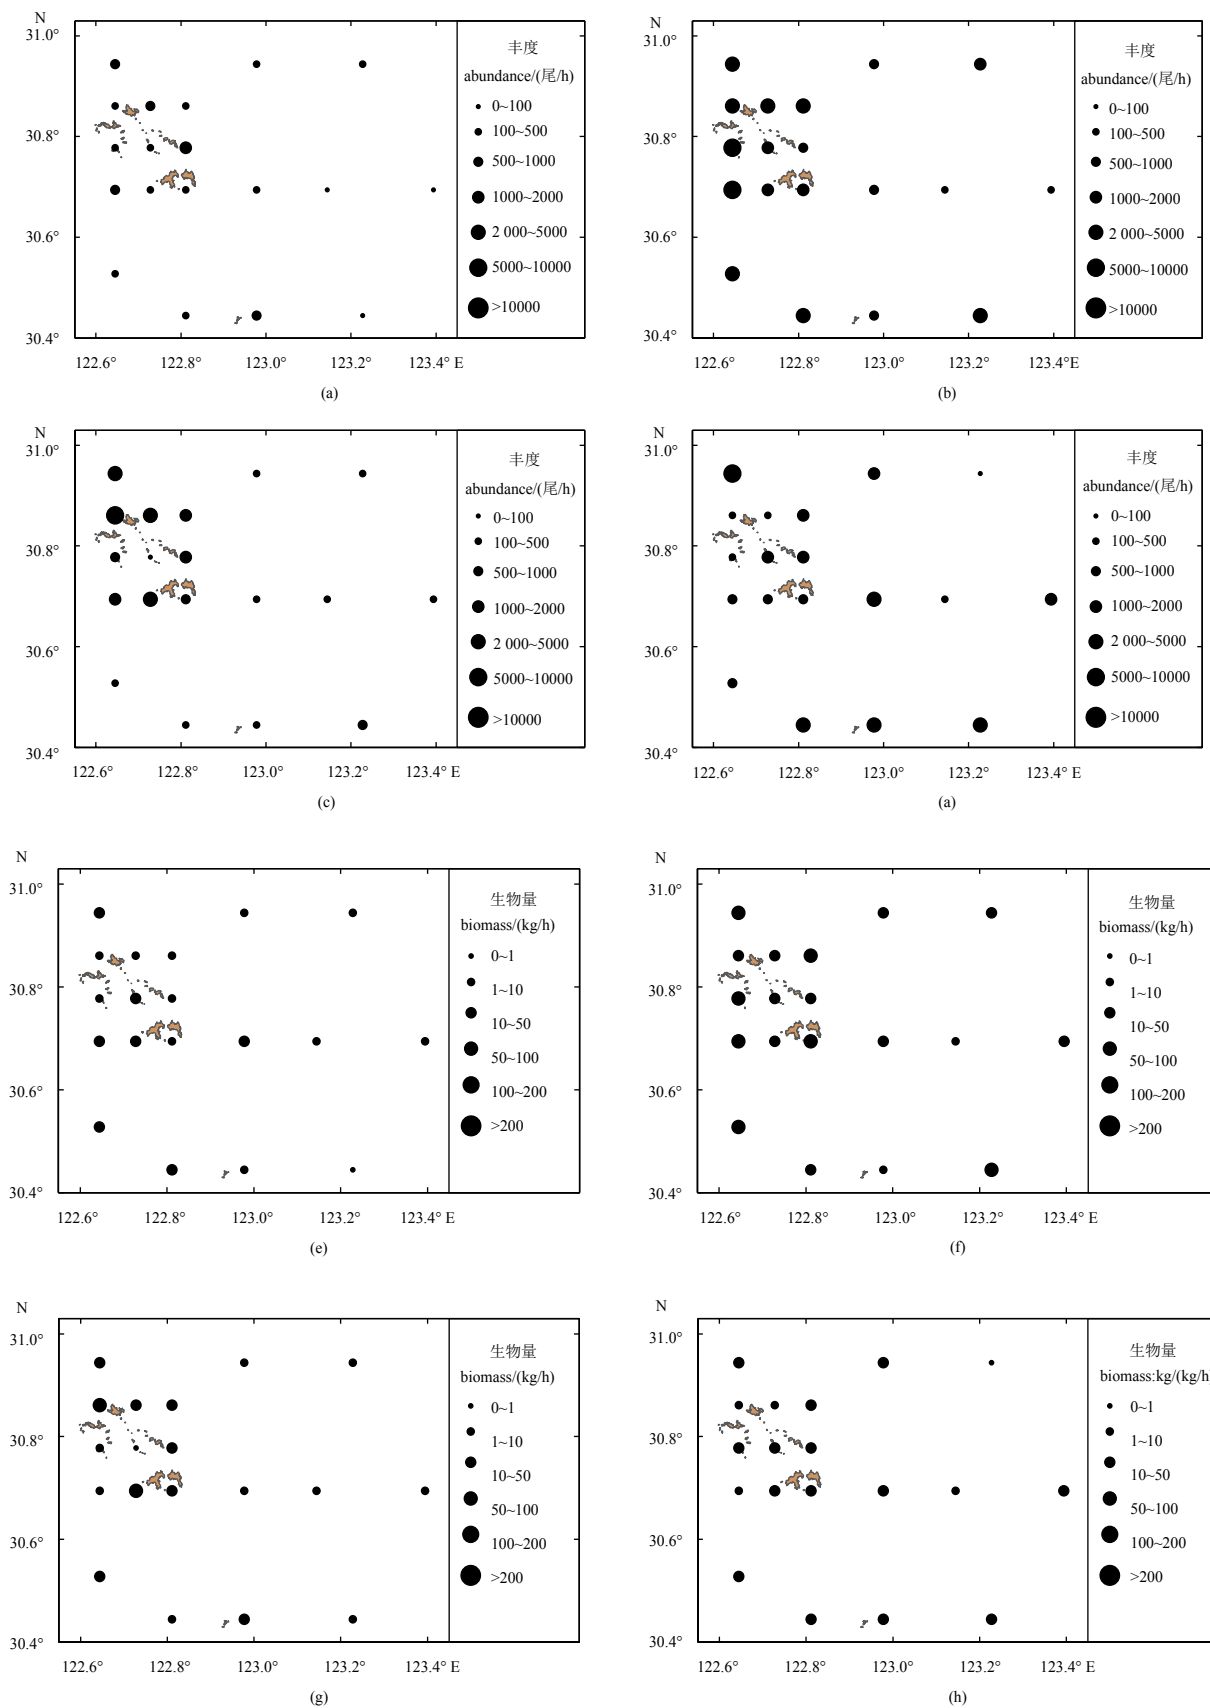 N
31.0°
30.8°
30.6°
30.4°
122.6°
122.8°
123.0°
123.2°
123.4° E
丰度
abundance/(尾/h)
0~100
100~500
500~1000
1000~2000
2 000~5000
5000~10000
>10000
(a)
N
31.0°
30.8°
30.6°
30.4°
122.6°
122.8°
123.0°
123.2°
123.4° E
丰度
abundance/(尾/h)
0~100
100~500
500~1000
1000~2000
2 000~5000
5000~10000
>10000
(b)
N
31.0°
30.8°
30.6°
30.4°
122.6°
122.8°
123.0°
123.2°
123.4° E
丰度
abundance/(尾/h)
0~100
100~500
500~1000
1000~2000
2 000~5000
5000~10000
>10000
(c)
N
31.0°
30.8°
30.6°
30.4°
122.6°
122.8°
123.0°
123.2°
123.4° E
丰度
abundance/(尾/h)
0~100
100~500
500~1000
1000~2000
2 000~5000
5000~10000
>10000
(a)
N
31.0°
30.8°
30.6°
30.4°
122.6°
122.8°
123.0°
123.2°
123.4° E
生物量
biomass/(kg/h)
0~1
1~10
10~50
50~100
100~200
>200
(e)
N
31.0°
30.8°
30.6°
30.4°
122.6°
122.8°
123.0°
123.2°
123.4° E
生物量
biomass/(kg/h)
0~1
1~10
10~50
50~100
100~200
>200
(f)
N
31.0°
30.8°
30.6°
30.4°
122.6°
122.8°
123.0°
123.2°
123.4° E
生物量
biomass/(kg/h)
0~1
1~10
10~50
50~100
100~200
>200
(g)
N
31.0°
30.8°
30.6°
30.4°
122.6°
122.8°
123.0°
123.2°
123.4° E
生物量
biomass:kg/(kg/h)
0~1
1~10
10~50
50~100
100~200
>200
(h)